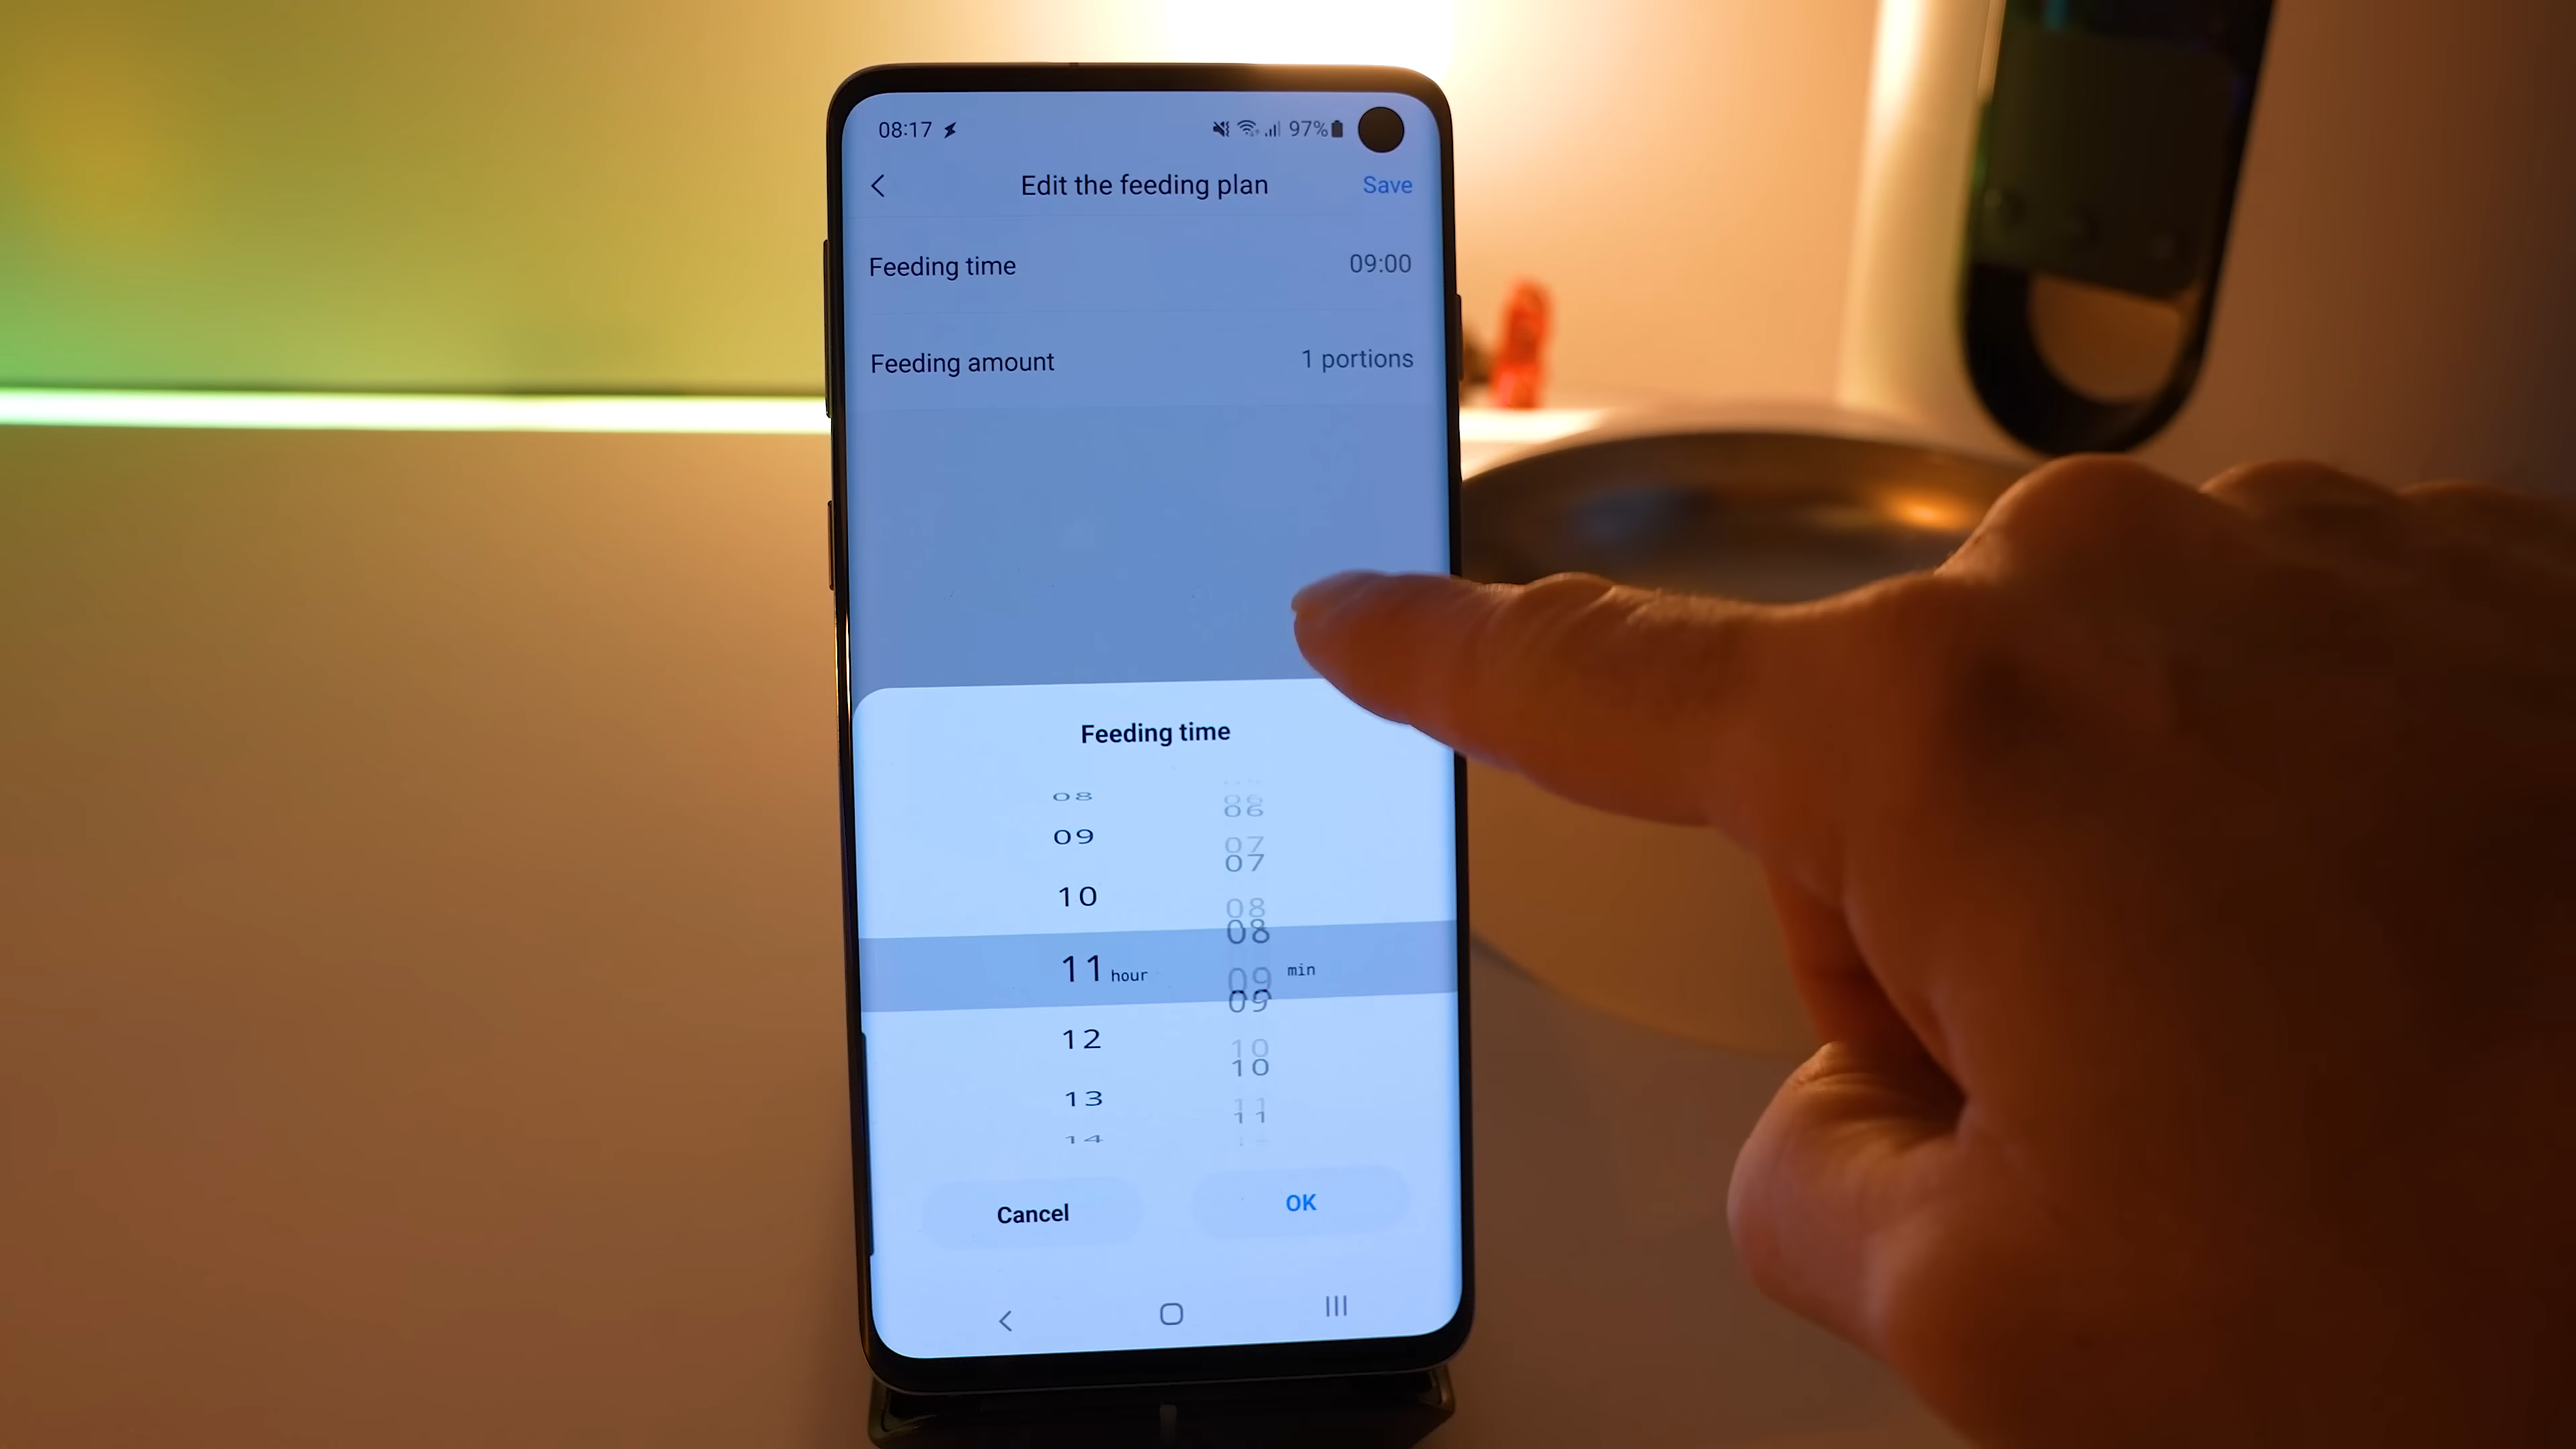 08:17 97%
Edit the feeding plan Save
Feeding time 09:00
Feeding amount 1 portions
Feeding time
08 06
09 07
10 08
11 hour 09 min
12 10
13 11
14
Cancel OK